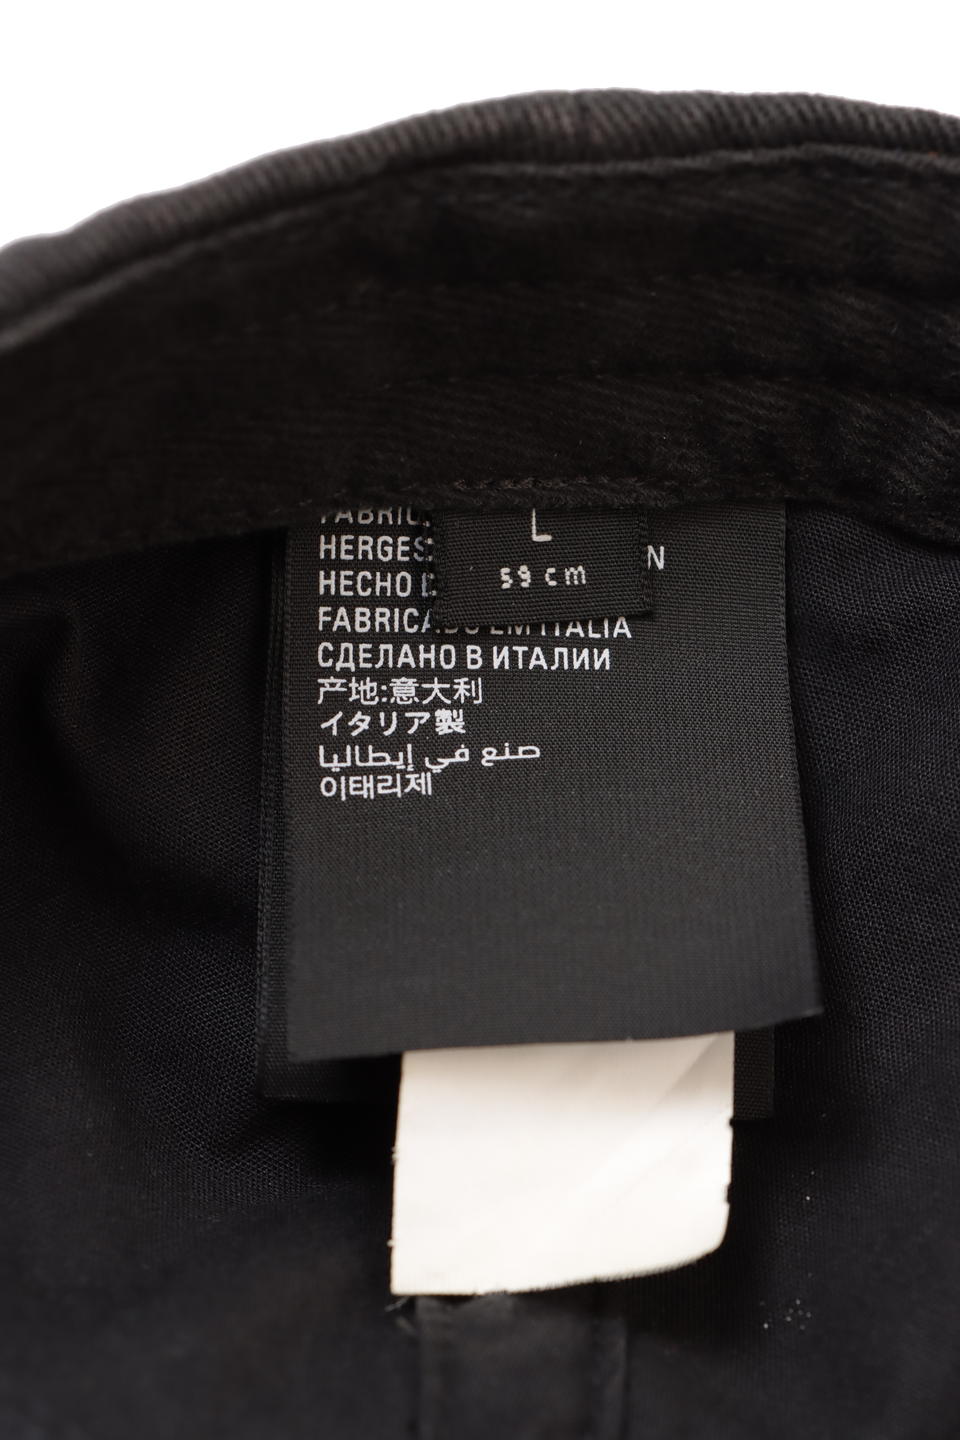 L
59 cm
HECHO
FABRICADO EM ITALIA
СДЕЛАНО В ИТАЛИИ
产地:意大利
イタリア製
صنع في إيطاليا
이태리제